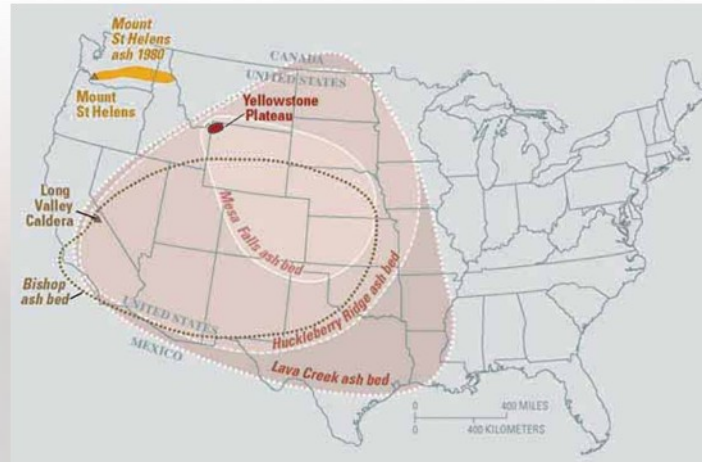 Mount
St Helens
ash 1980
Mount
St Helens
CANADA
UNITED STATES
Yellowstone
Plateau
Long
Valley
Caldera
Mesa Falls ash bed
Bishop
ash bed
UNITED STATES
MEXICO
Huckleberry Ridge ash bed
Lava Creek ash bed
0 400 MILES
0 400 KILOMETERS